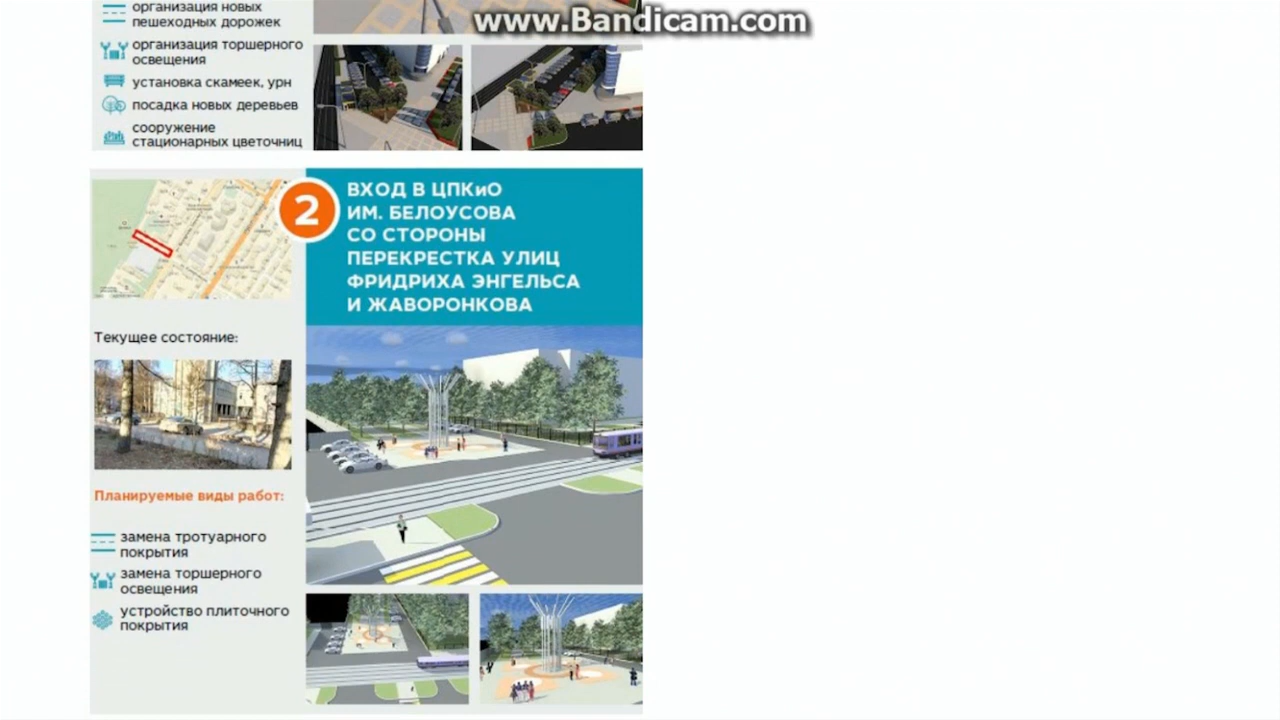 www.Bandicam.com
организация новых
пешеходных дорожек
организация торшерного
освещения
установка скамеек, урн
посадка новых деревьев
сооружение
стационарных цветочниц
2
ВХОД В ЦПКиО
ИМ. БЕЛОУСОВА
СО СТОРОНЫ
ПЕРЕКРЕСТКА УЛИЦ
ФРИДРИХА ЭНГЕЛЬСА
И ЖАВОРОНКОВА
Текущее состояние:
Планируемые виды работ:
замена тротуарного
покрытия
замена торшерного
освещения
устройство плиточного
покрытия